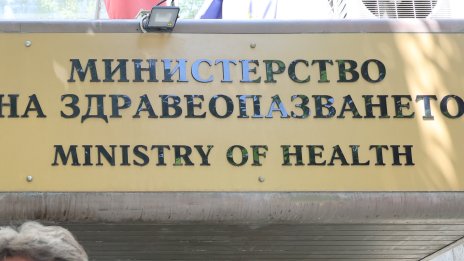 МИНИСТЕРСТВО
НА ЗДРАВЕОПАЗВАНЕТО
MINISTRY OF HEALTH